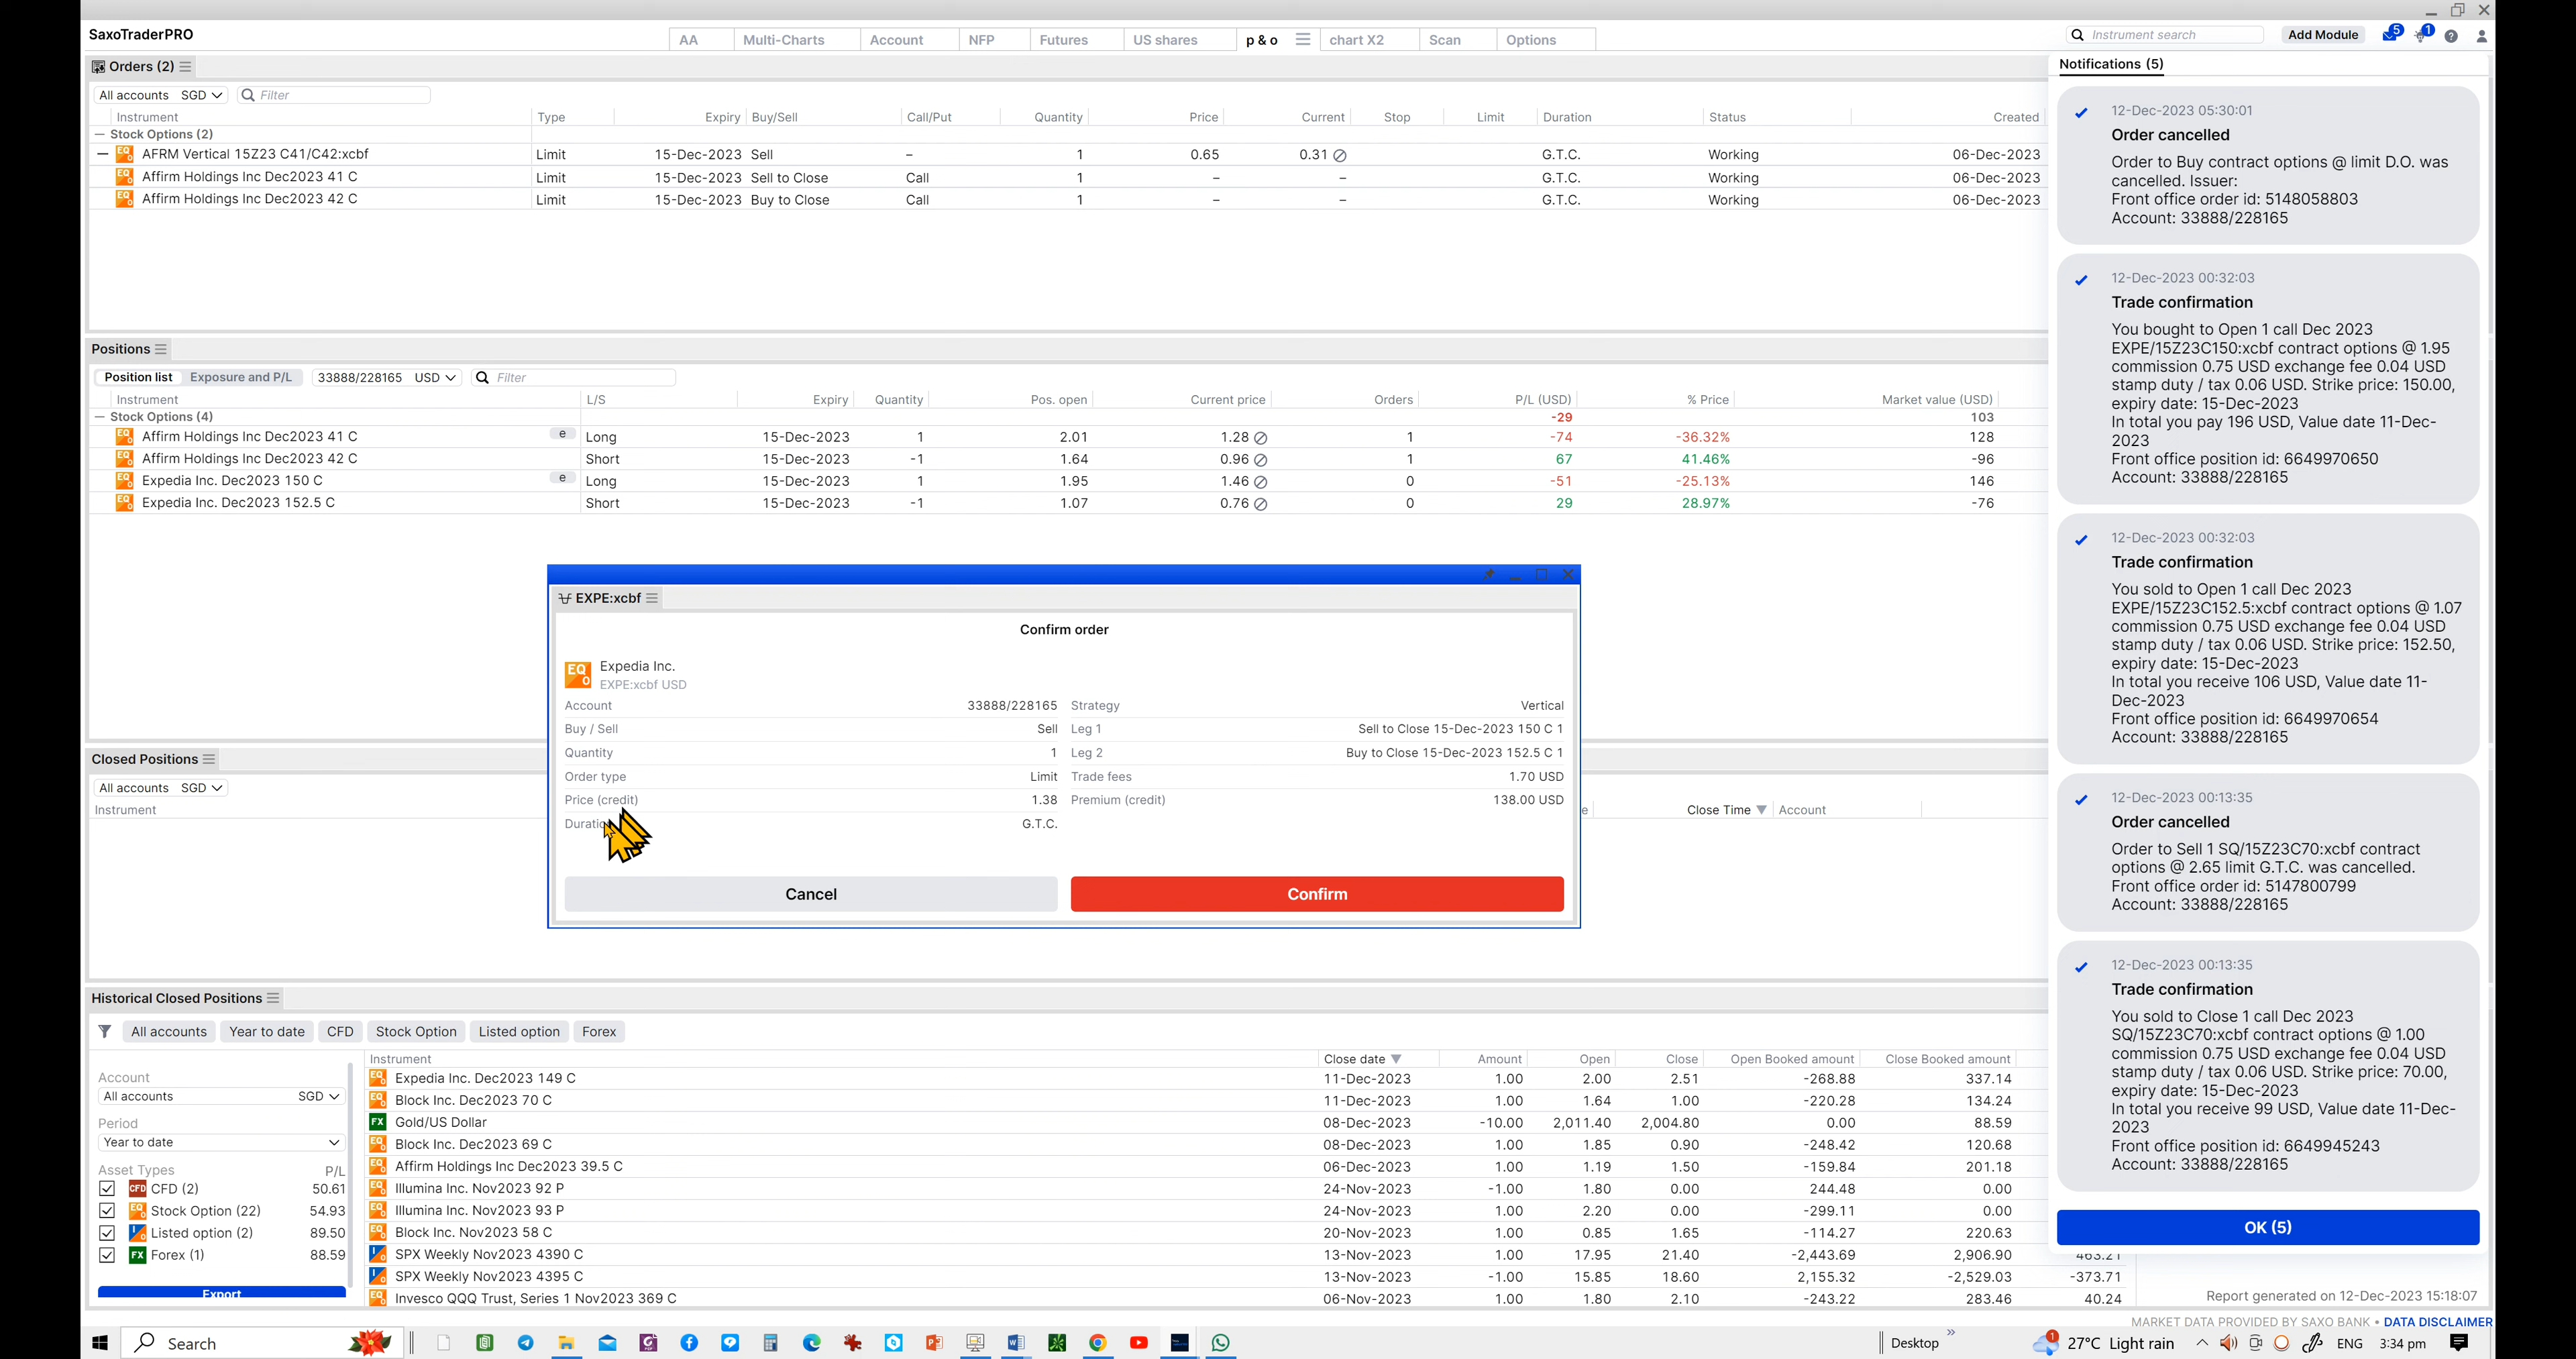 SaxoTraderPRO
AA Multi-Charts Account NFP Futures US shares p & o chart X2 Scan Options
Instrument search Add Module 5 1
Orders (2)
All accounts SGD Filter
Instrument Type Expiry Buy/Sell Call/Put Quantity Price Current Stop Limit Duration Status Created
Stock Options (2)
AFRM Vertical 15Z23 C41/C42:xcbf Limit 15-Dec-2023 Sell – 1 0.65 0.31 G.T.C. Working 06-Dec-2023
Affirm Holdings Inc Dec2023 41 C Limit 15-Dec-2023 Sell to Close Call 1 – – G.T.C. Working 06-Dec-2023
Affirm Holdings Inc Dec2023 42 C Limit 15-Dec-2023 Buy to Close Call 1 – – G.T.C. Working 06-Dec-2023
Positions
Position list Exposure and P/L 33888/228165 USD Filter
Instrument L/S Expiry Quantity Pos. open Current price Orders P/L (USD) % Price Market value (USD)
Stock Options (4) -29 103
Affirm Holdings Inc Dec2023 41 C e Long 15-Dec-2023 1 2.01 1.28 1 -74 -36.32% 128
Affirm Holdings Inc Dec2023 42 C Short 15-Dec-2023 -1 1.64 0.96 1 67 41.46% -96
Expedia Inc. Dec2023 150 C e Long 15-Dec-2023 1 1.95 1.46 0 -51 -25.13% 146
Expedia Inc. Dec2023 152.5 C Short 15-Dec-2023 -1 1.07 0.76 0 29 28.97% -76
EXPE:xcbf
Confirm order
EQ O
Expedia Inc.
EXPE:xcbf USD
Account 33888/228165 Strategy Vertical
Buy / Sell Sell Leg 1 Sell to Close 15-Dec-2023 150 C 1
Quantity 1 Leg 2 Buy to Close 15-Dec-2023 152.5 C 1
Order type Limit Trade fees 1.70 USD
Price (credit) 1.38 Premium (credit) 138.00 USD
G.T.C.
Cancel Confirm
Closed Positions
All accounts SGD
Instrument Close Time Account
Historical Closed Positions
All accounts Year to date CFD Stock Option Listed option Forex
Account
All accounts SGD
Period
Year to date
Asset Types P/L
CFD CFD (2) 50.61
Stock Option (22) 54.93
Listed option (2) 89.50
FX Forex (1) 88.59
Export
Instrument Close date Amount Open Close Open Booked amount Close Booked amount
Expedia Inc. Dec2023 149 C 11-Dec-2023 1.00 2.00 2.51 -268.88 337.14
Block Inc. Dec2023 70 C 11-Dec-2023 1.00 1.64 1.00 -220.28 134.24
FX Gold/US Dollar 08-Dec-2023 -10.00 2,011.40 2,004.80 0.00 88.59
Block Inc. Dec2023 69 C 08-Dec-2023 1.00 1.85 0.90 -248.42 120.68
Affirm Holdings Inc Dec2023 39.5 C 06-Dec-2023 1.00 1.19 1.50 -159.84 201.18
Illumina Inc. Nov2023 92 P 24-Nov-2023 -1.00 1.80 0.00 244.48 0.00
Illumina Inc. Nov2023 93 P 24-Nov-2023 1.00 2.20 0.00 -299.11 0.00
Block Inc. Nov2023 58 C 20-Nov-2023 1.00 0.85 1.65 -114.27 220.63
SPX Weekly Nov2023 4390 C 13-Nov-2023 1.00 17.95 21.40 -2,443.69 2,906.90 463.21
SPX Weekly Nov2023 4395 C 13-Nov-2023 -1.00 15.85 18.60 2,155.32 -2,529.03 -373.71
Invesco QQQ Trust, Series 1 Nov2023 369 C 06-Nov-2023 1.00 1.80 2.10 -243.22 283.46 40.24
Notifications (5)
12-Dec-2023 05:30:01
Order cancelled
Order to Buy contract options @ limit D.O. was
cancelled. Issuer:
Front office order id: 5148058803
Account: 33888/228165
12-Dec-2023 00:32:03
Trade confirmation
You bought to Open 1 call Dec 2023
EXPE/15Z23C150:xcbf contract options @ 1.95
commission 0.75 USD exchange fee 0.04 USD
stamp duty / tax 0.06 USD. Strike price: 150.00,
expiry date: 15-Dec-2023
In total you pay 196 USD, Value date 11-Dec-
2023
Front office position id: 6649970650
Account: 33888/228165
12-Dec-2023 00:32:03
Trade confirmation
You sold to Open 1 call Dec 2023
EXPE/15Z23C152.5:xcbf contract options @ 1.07
commission 0.75 USD exchange fee 0.04 USD
stamp duty / tax 0.06 USD. Strike price: 152.50,
expiry date: 15-Dec-2023
In total you receive 106 USD, Value date 11-
Dec-2023
Front office position id: 6649970654
Account: 33888/228165
12-Dec-2023 00:13:35
Order cancelled
Order to Sell 1 SQ/15Z23C70:xcbf contract
options @ 2.65 limit G.T.C. was cancelled.
Front office order id: 5147800799
Account: 33888/228165
12-Dec-2023 00:13:35
Trade confirmation
You sold to Close 1 call Dec 2023
SQ/15Z23C70:xcbf contract options @ 1.00
commission 0.75 USD exchange fee 0.04 USD
stamp duty / tax 0.06 USD. Strike price: 70.00,
expiry date: 15-Dec-2023
In total you receive 99 USD, Value date 11-Dec-
2023
Front office position id: 6649945243
Account: 33888/228165
OK (5)
Report generated on 12-Dec-2023 15:18:07
MARKET DATA PROVIDED BY SAXO BANK • DATA DISCLAIMER
Search Desktop 1 27°C Light rain ENG 3:34 pm